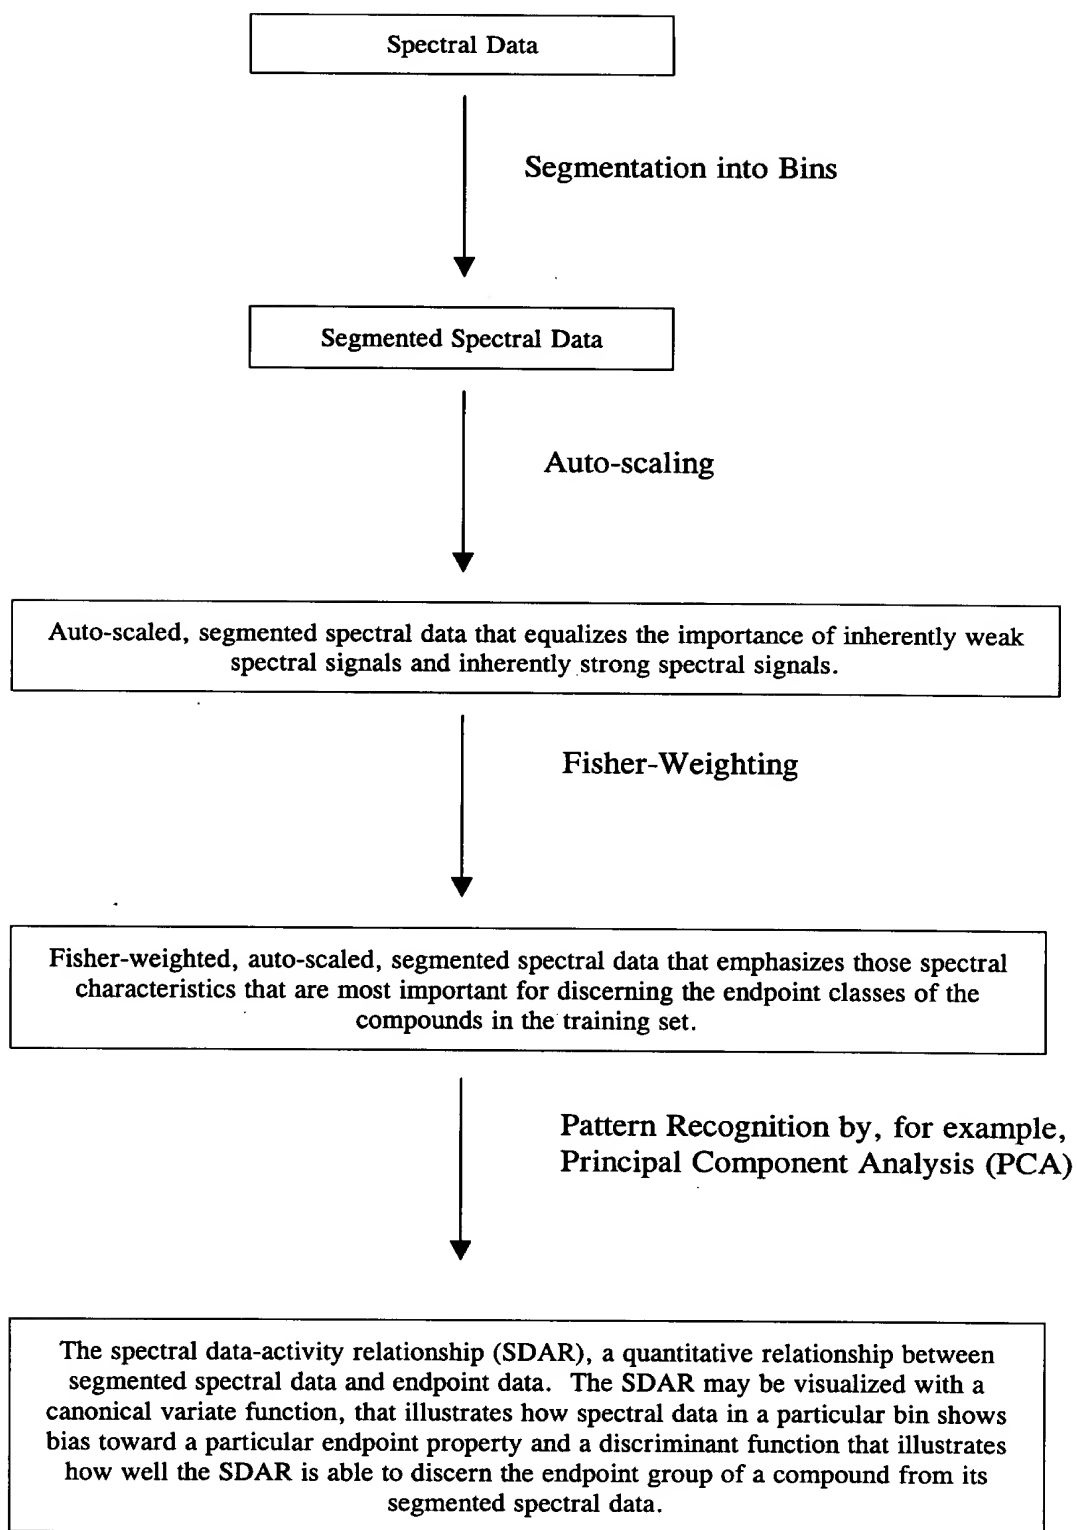 Spectral Data
Segmentation into Bins
Segmented Spectral Data
Auto-scaling
Auto-scaled, segmented spectral data that equalizes the importance of inherently weak
spectral signals and inherently strong spectral signals.
Fisher-Weighting
Fisher-weighted, auto-scaled, segmented spectral data that emphasizes those spectral
characteristics that are most important for discerning the endpoint classes of the
compounds in the training set.
Pattern Recognition by, for example,
Principal Component Analysis (PCA)
The spectral data-activity relationship (SDAR), a quantitative relationship between
segmented spectral data and endpoint data. The SDAR may be visualized with a
canonical variate function, that illustrates how spectral data in a particular bin shows
bias toward a particular endpoint property and a discriminant function that illustrates
how well the SDAR is able to discern the endpoint group of a compound from its
segmented spectral data.